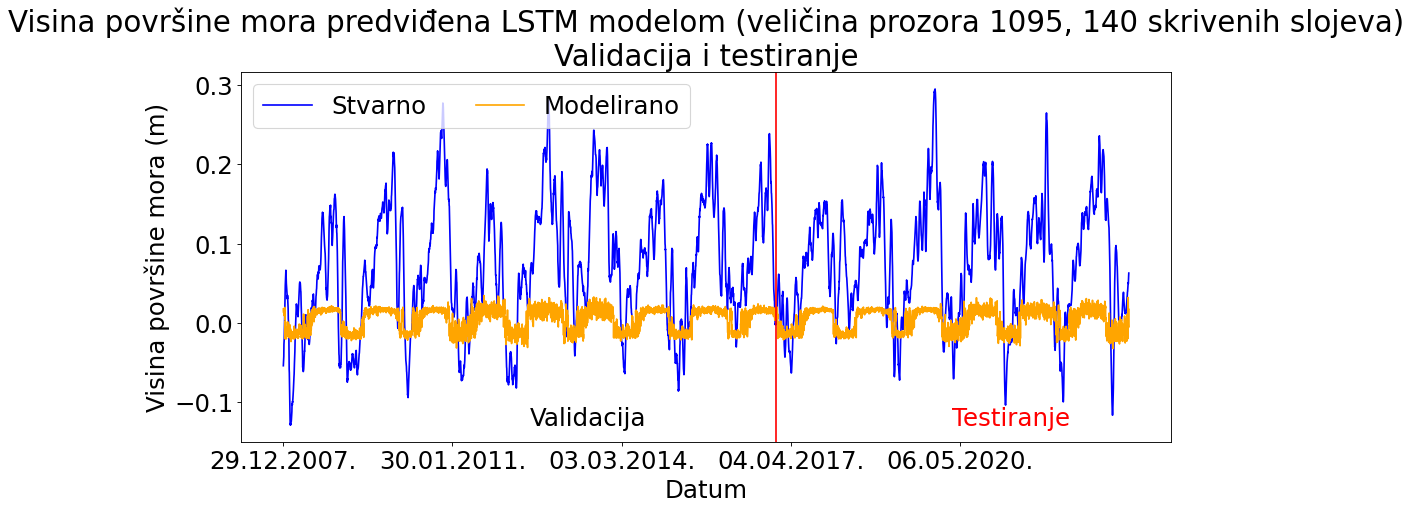 Visina površine mora predviđena LSTM modelom (veličina prozora 1095, 140 skrivenih slojeva)
Validacija i testiranje
Stvarno
Modelirano
Visina površine mora (m)
0.3
0.2
0.1
0.0
−0.1
Validacija
Testiranje
29.12.2007.
30.01.2011.
03.03.2014.
04.04.2017.
06.05.2020.
Datum